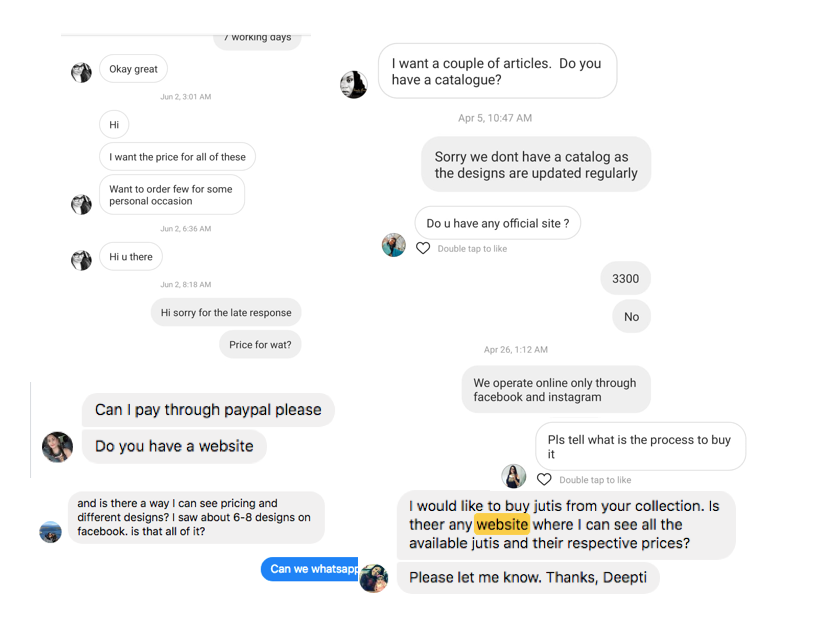 7 working days
Okay great
Jun 2, 3:01 AM
Hi
I want the price for all of these
Want to order few for some
personal occasion
Jun 2, 6:36 AM
Hi u there
Jun 2, 8:18 AM
Hi sorry for the late response
Price for wat?
Can I pay through paypal please
Do you have a website
and is there a way I can see pricing and
different designs? I saw about 6-8 designs on
facebook. is that all of it?
Can we whatsapp
I want a couple of articles. Do you
have a catalogue?
Apr 5, 10:47 AM
Sorry we dont have a catalog as
the designs are updated regularly
Do u have any official site ?
Double tap to like
3300
No
Apr 26, 1:12 AM
We operate online only through
facebook and instagram
Pls tell what is the process to buy
it
Double tap to like
I would like to buy jutis from your collection. Is
theer any website where I can see all the
available jutis and their respective prices?
Please let me know. Thanks, Deepti